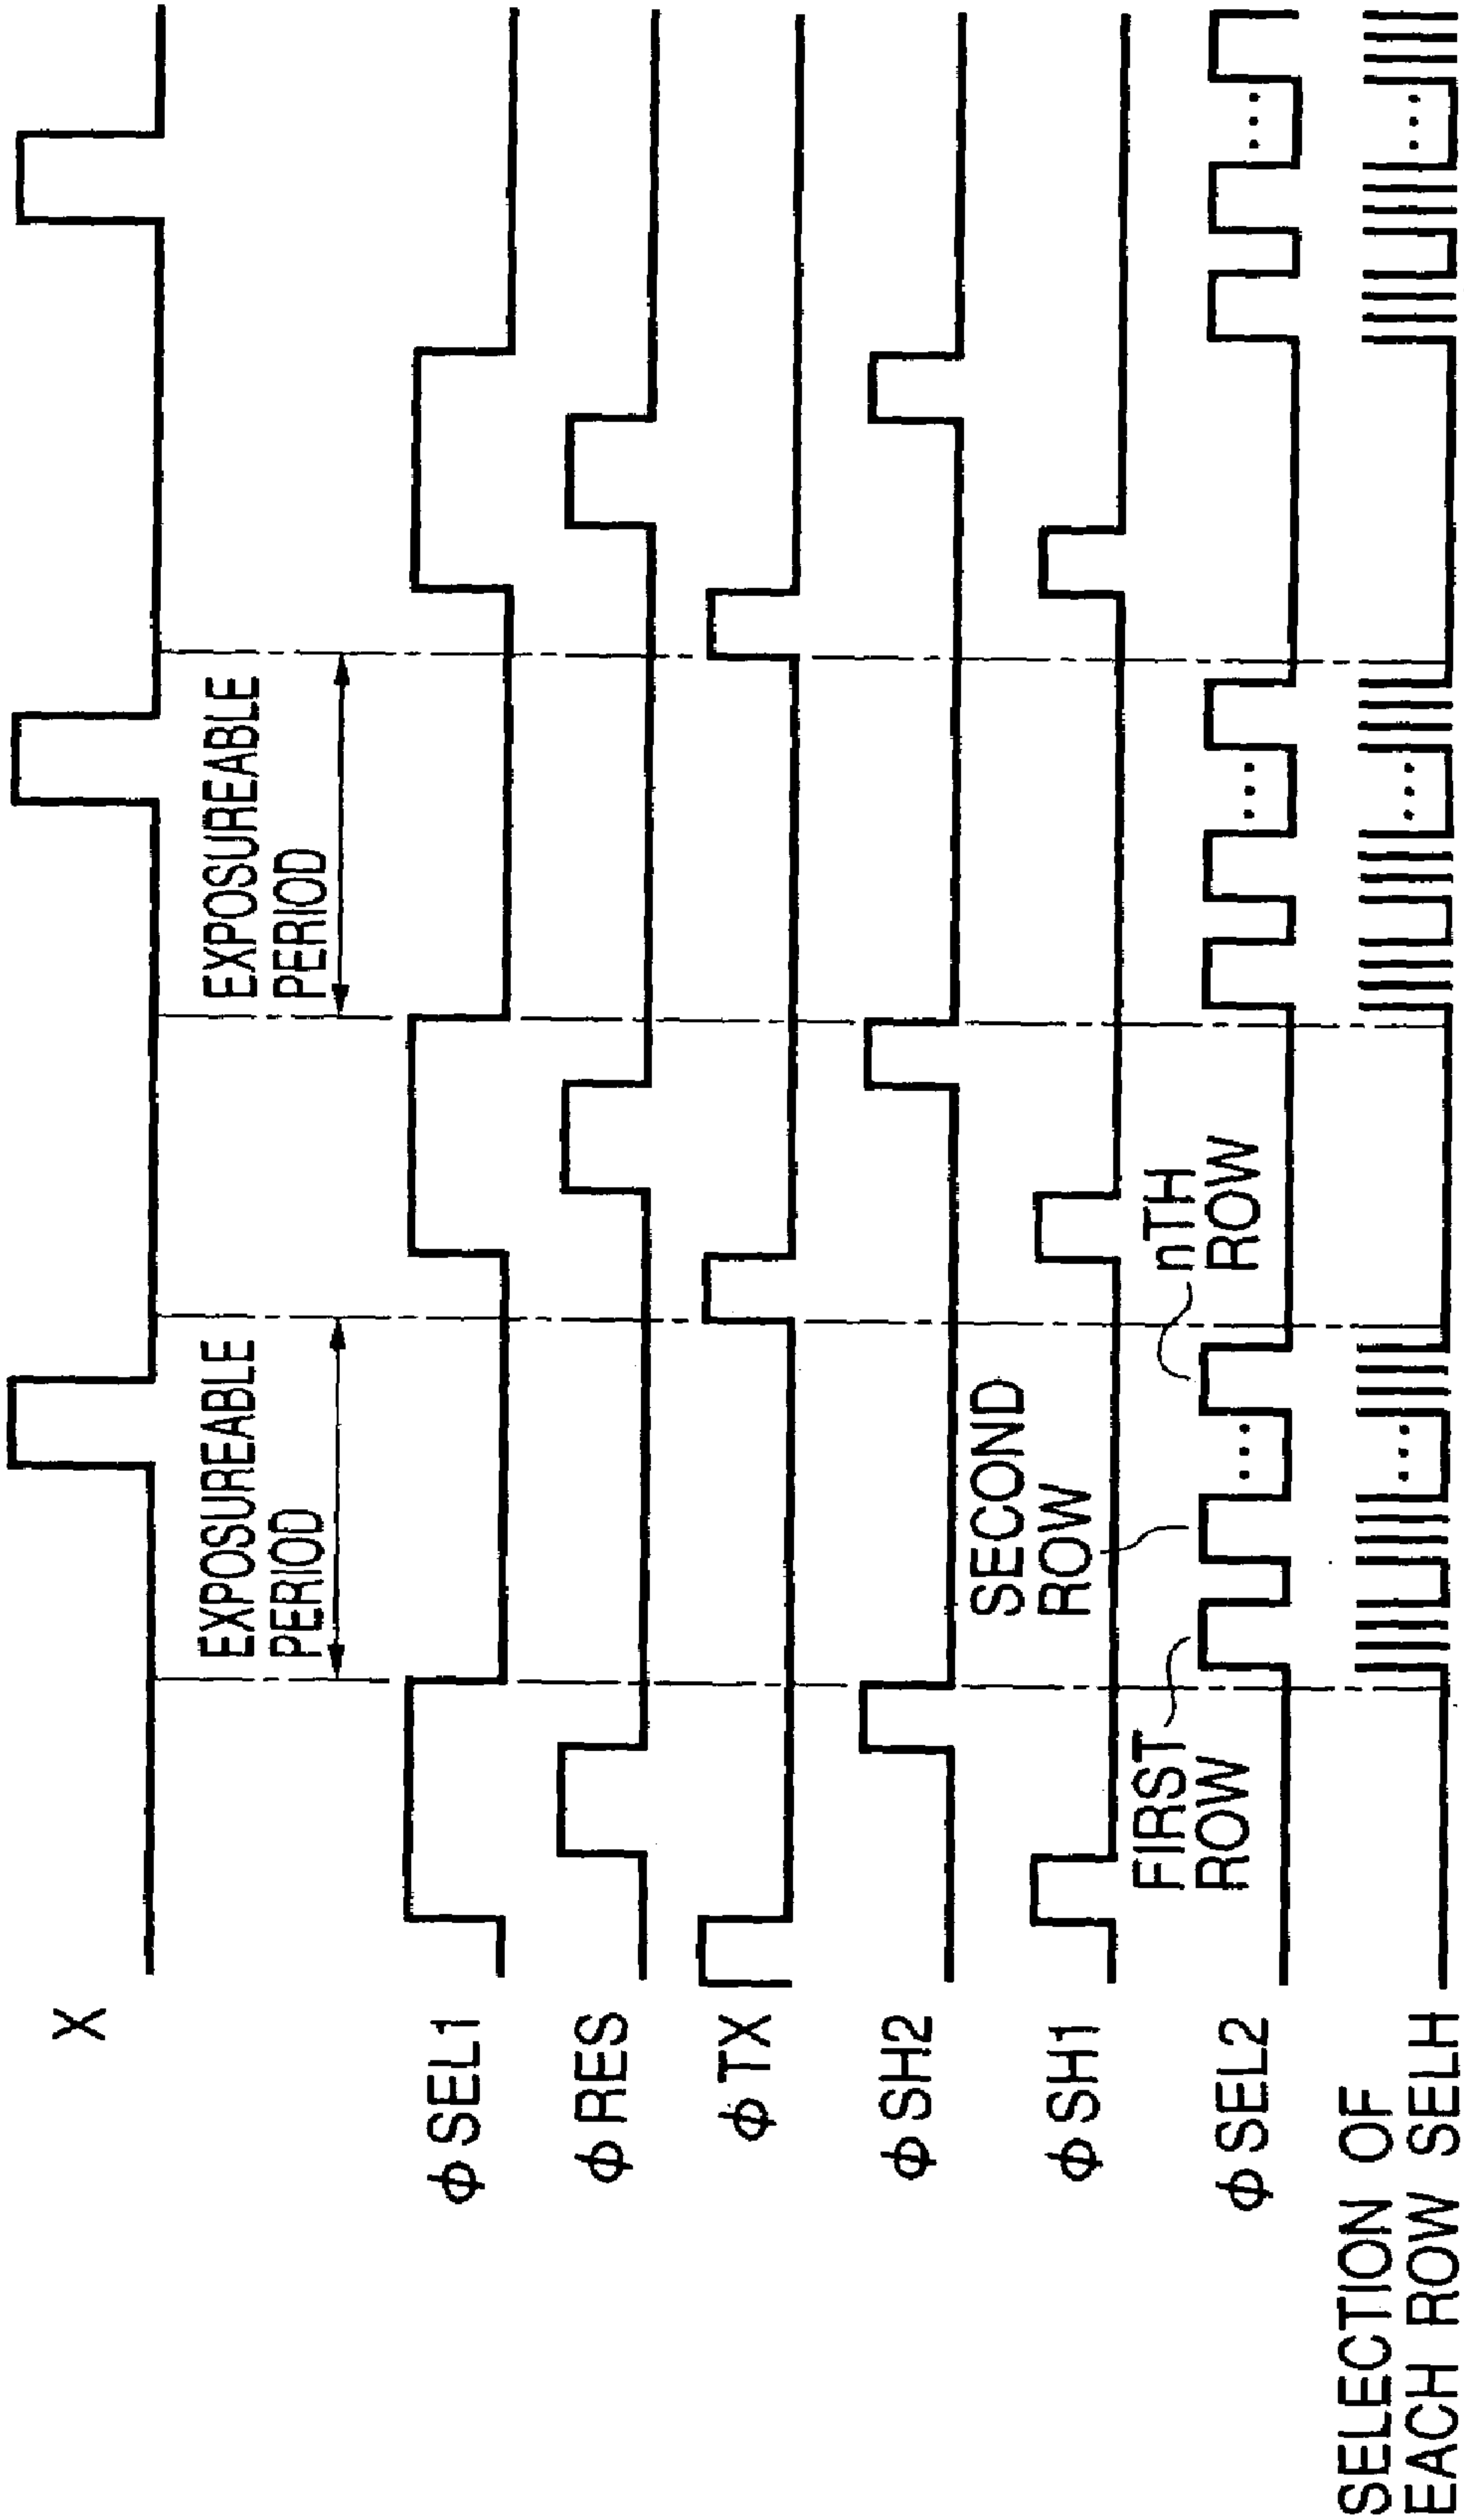 X
EXPOSUREABLE
PERIOD
EXPOSUREABLE
PERIOD
φSEL1
φRES
φTX
φSH2
φSH1
SECOND
ROW
FIRST
ROW
nTH
ROW
φSEL2
...
...
...
SELECTION OF
EACH ROW SELH
...
...
...